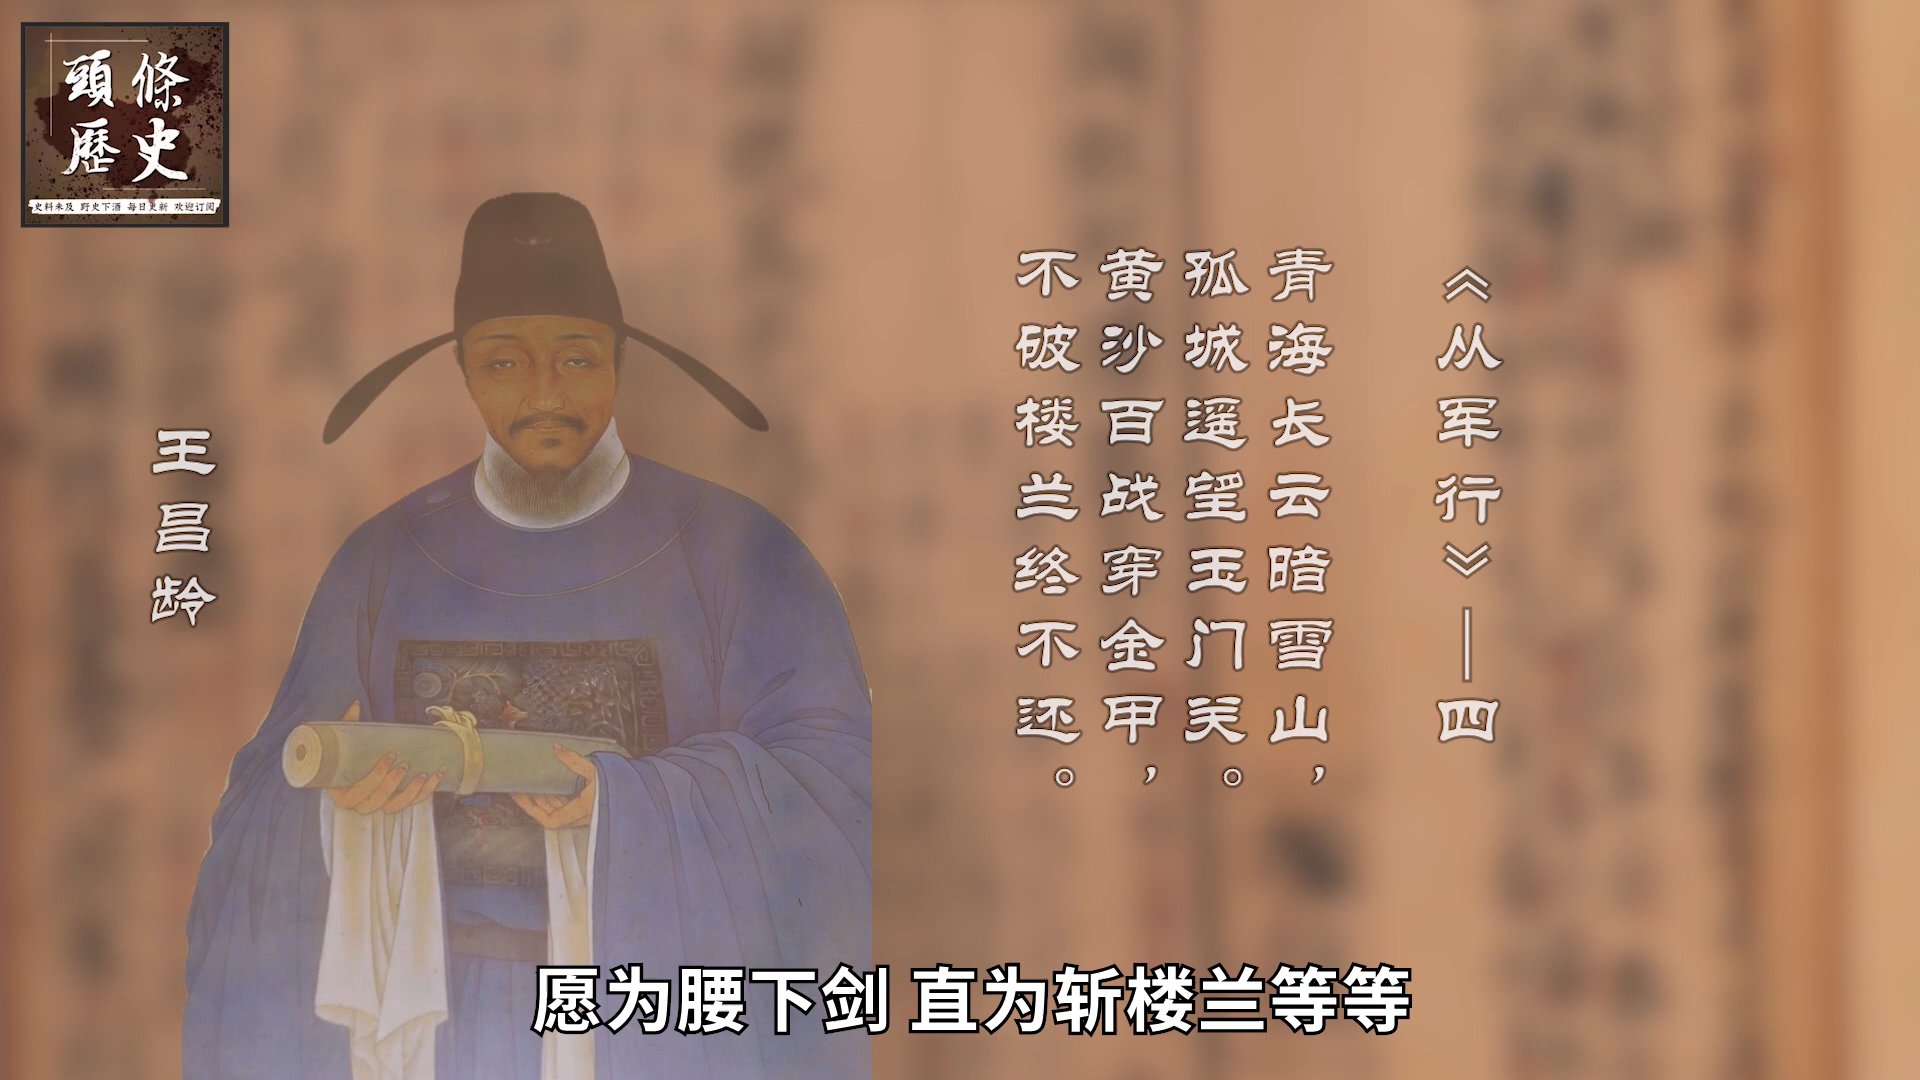 頭條
歷史
史料未及 野史下酒 每日更新 欢迎订阅
《从军行》—四
青海长云暗雪山，
孤城遥望玉门关。
黄沙百战穿金甲，
不破楼兰终不还。
王昌龄
愿为腰下剑 直为斩楼兰等等